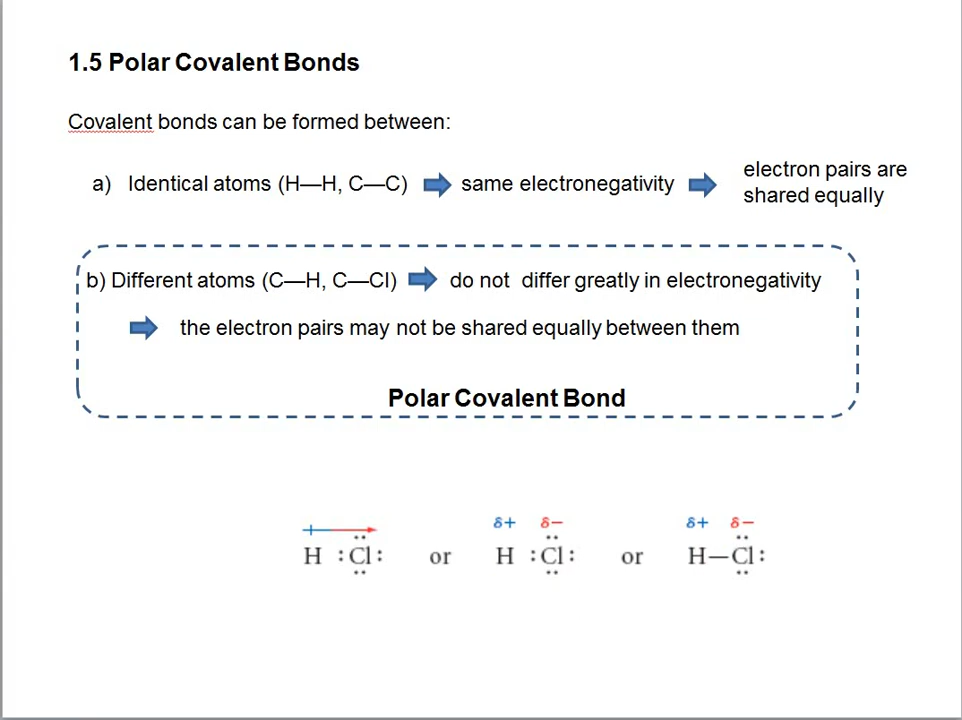 1.5 Polar Covalent Bonds
Covalent bonds can be formed between:
a) Identical atoms (H—H, C—C) same electronegativity electron pairs are shared equally
b) Different atoms (C—H, C—Cl) do not differ greatly in electronegativity
the electron pairs may not be shared equally between them
Polar Covalent Bond
δ+ δ− δ+ δ−
H :Cl: or H :Cl: or H—Cl: